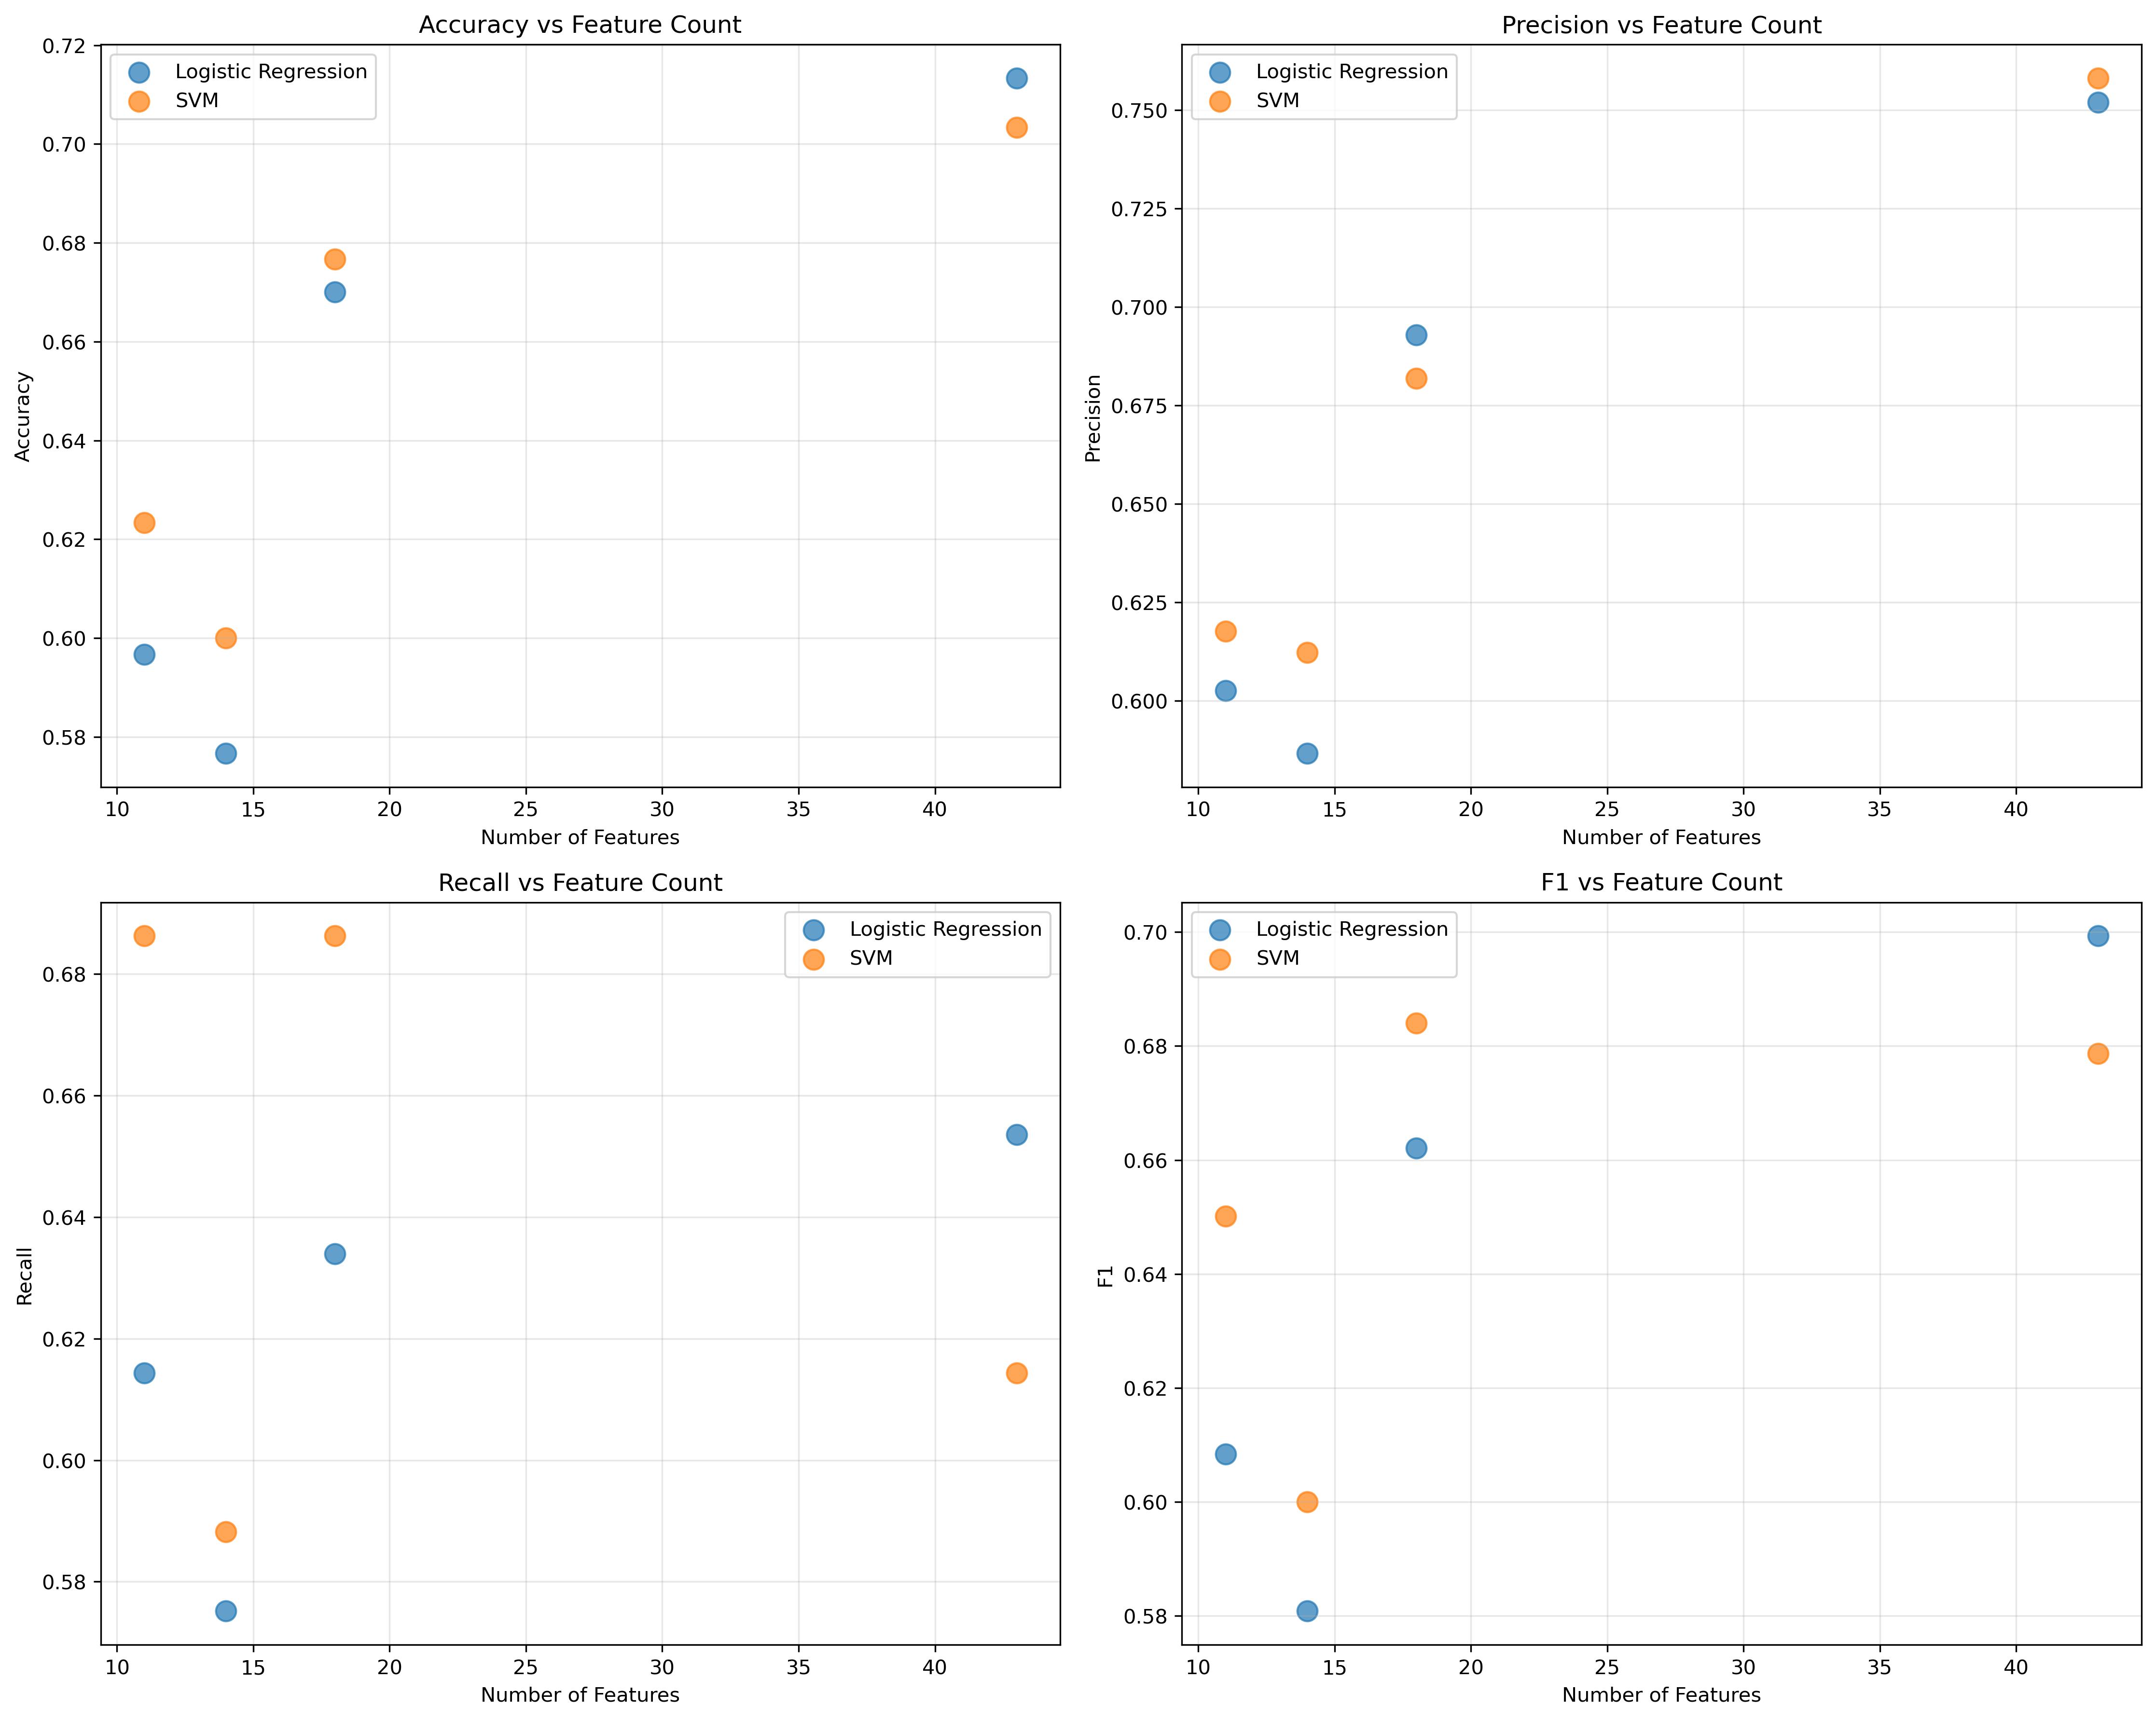 Accuracy vs Feature Count
0.72
0.70
0.68
0.66
0.64
0.62
0.60
0.58
Accuracy
Logistic Regression
SVM
10 15 20 25 30 35 40
Number of Features
Precision vs Feature Count
0.750
0.725
0.700
0.675
0.650
0.625
0.600
Precision
Logistic Regression
SVM
10 15 20 25 30 35 40
Number of Features
Recall vs Feature Count
0.68
0.66
0.64
0.62
0.60
0.58
Recall
Logistic Regression
SVM
10 15 20 25 30 35 40
Number of Features
F1 vs Feature Count
0.70
0.68
0.66
0.64
0.62
0.60
0.58
F1
Logistic Regression
SVM
10 15 20 25 30 35 40
Number of Features